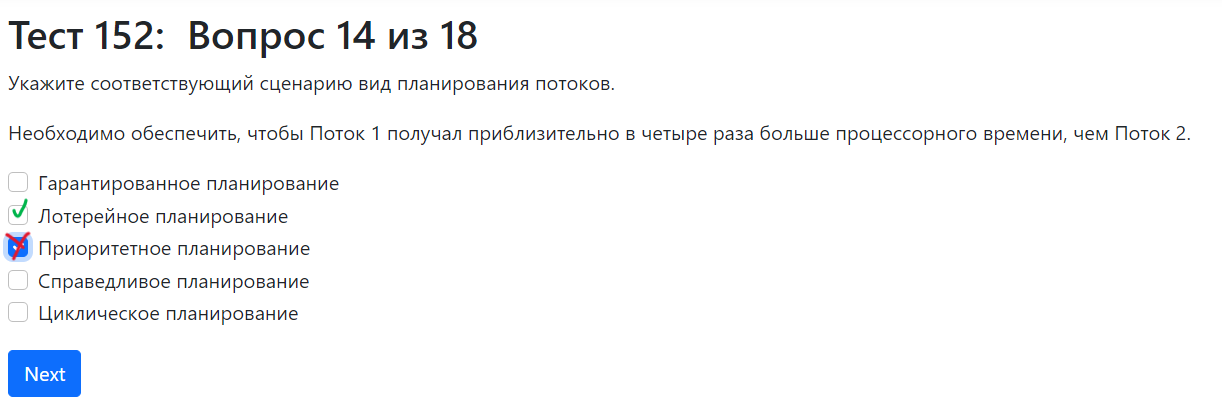 Тест 152: Вопрос 14 из 18
Укажите соответствующий сценарию вид планирования потоков.
Необходимо обеспечить, чтобы Поток 1 получал приблизительно в четыре раза больше процессорного времени, чем Поток 2.
Гарантированное планирование
Лотерейное планирование
Приоритетное планирование
Справедливое планирование
Циклическое планирование
Next